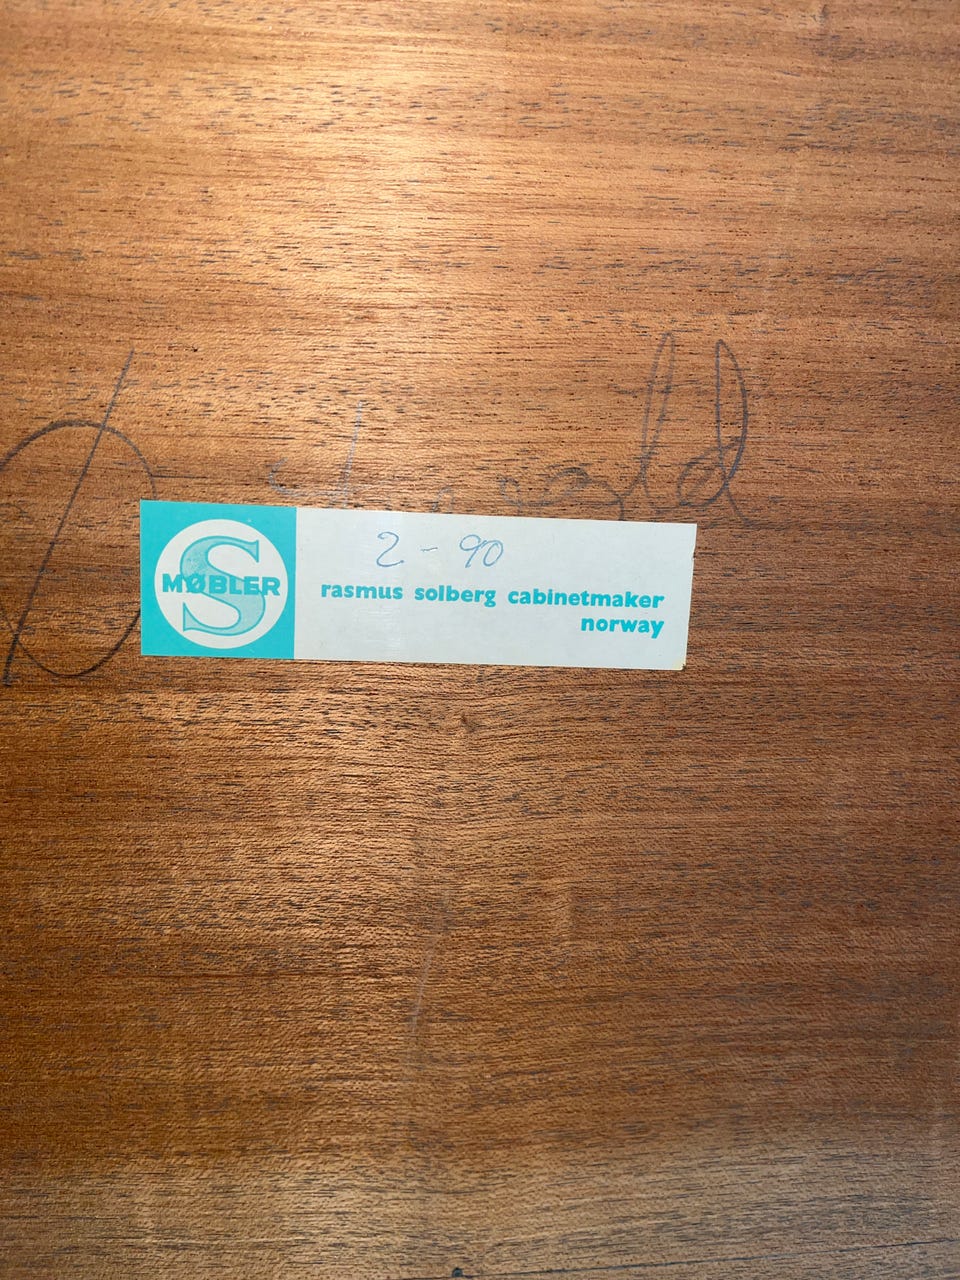 2 - 90
S
MØBLER
rasmus solberg cabinetmaker
norway